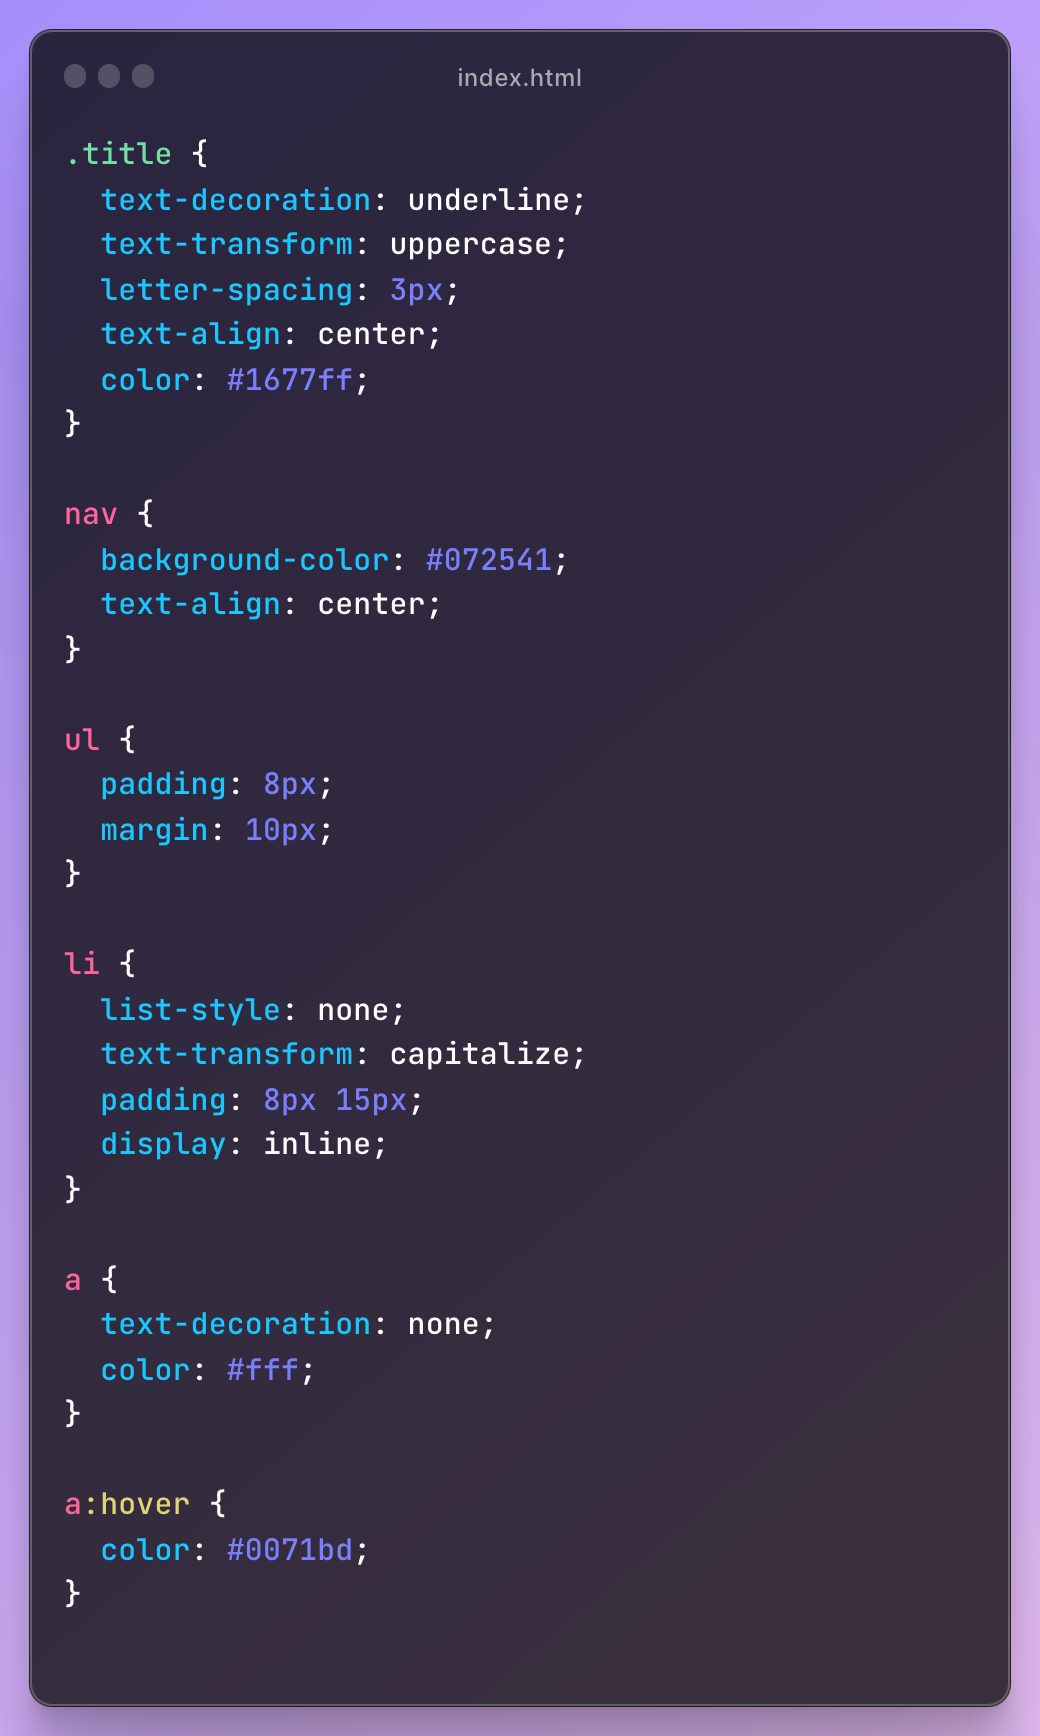 index.html
.title {
  text-decoration: underline;
  text-transform: uppercase;
  letter-spacing: 3px;
  text-align: center;
  color: #1677ff;
}

nav {
  background-color: #072541;
  text-align: center;
}

ul {
  padding: 8px;
  margin: 10px;
}

li {
  list-style: none;
  text-transform: capitalize;
  padding: 8px 15px;
  display: inline;
}

a {
  text-decoration: none;
  color: #fff;
}

a:hover {
  color: #0071bd;
}